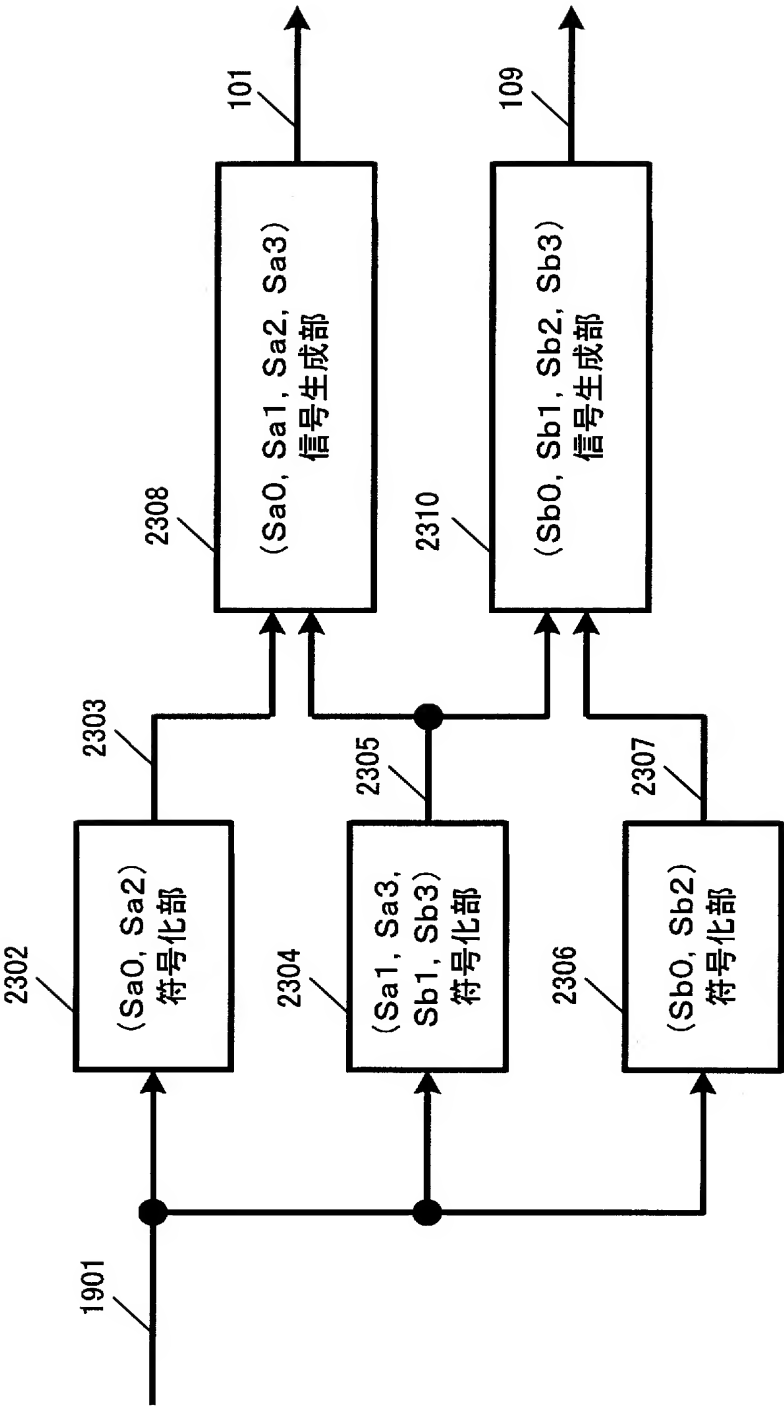 1901
2302
(Sa0, Sa2)
符号化部
2303
2304
(Sa1, Sa3,
Sb1, Sb3)
符号化部
2305
2306
(Sb0, Sb2)
符号化部
2307
2308
(Sa0, Sa1, Sa2, Sa3)
信号生成部
101
2310
(Sb0, Sb1, Sb2, Sb3)
信号生成部
109